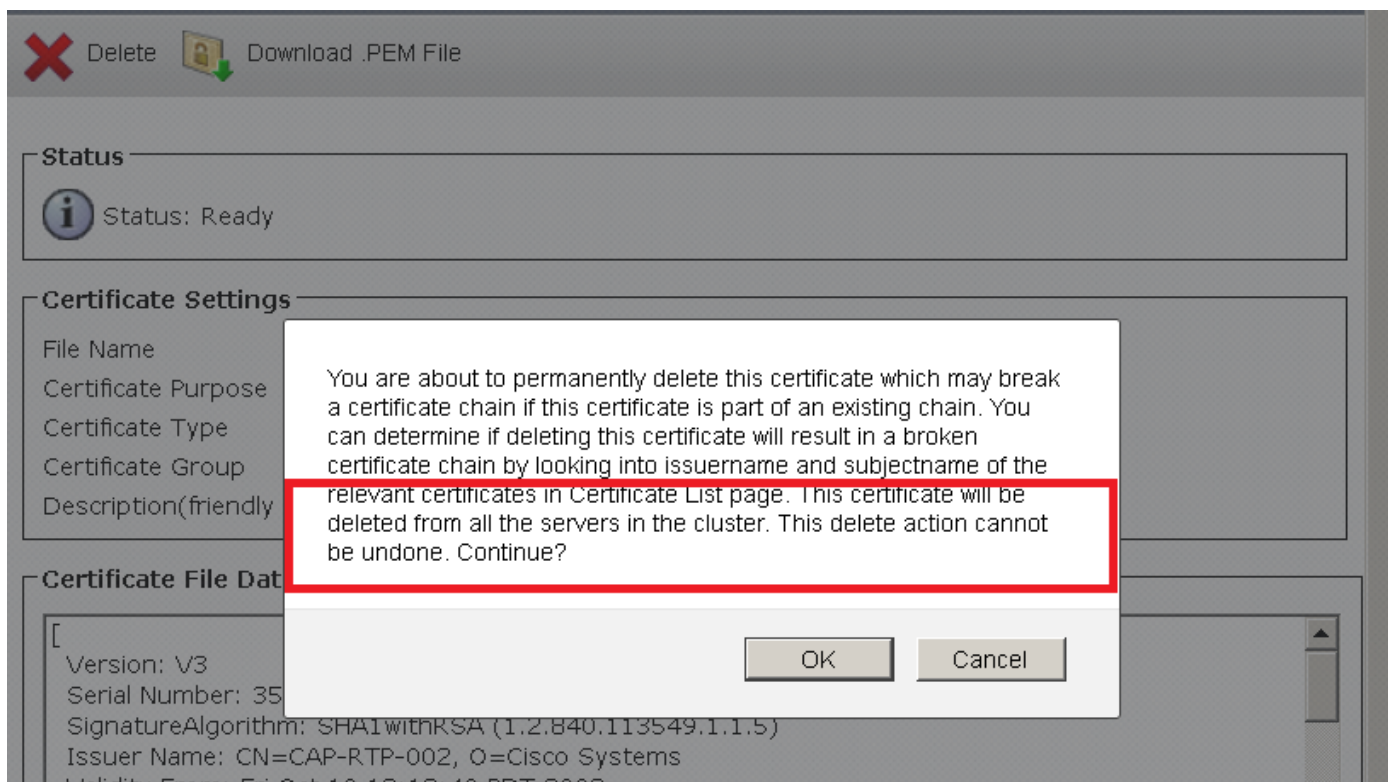 Delete Download .PEM File
Status
Status: Ready
Certificate Settings
File Name
Certificate Purpose
Certificate Type
Certificate Group
Description(friendly
You are about to permanently delete this certificate which may break
a certificate chain if this certificate is part of an existing chain. You
can determine if deleting this certificate will result in a broken
certificate chain by looking into issuername and subjectname of the
relevant certificates in Certificate List page. This certificate will be
deleted from all the servers in the cluster. This delete action cannot
be undone. Continue?
OK Cancel
Certificate File Dat
[
Version: V3
Serial Number: 35
SignatureAlgorithm: SHA1withRSA (1.2.840.113549.1.1.5)
Issuer Name: CN=CAP-RTP-002, O=Cisco Systems